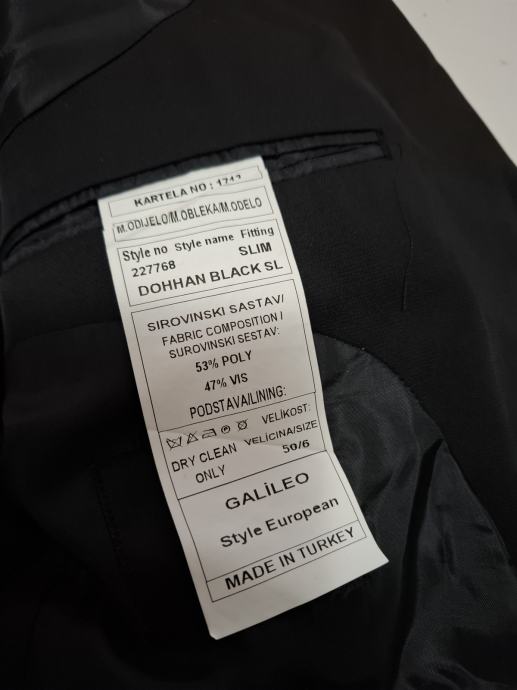 KARTELA NO : 1712
M.ODIJELO/M.OBLEKA/M.ODELO
Style no Style name Fitting
227768 SLIM
DOHHAN BLACK SL
SIROVINSKI SASTAV/
FABRIC COMPOSITION /
SUROVINSKI SESTAV:
53% POLY
47% VIS
PODSTAVA/LINING:
VELIKOST:
DRY CLEAN VELİCINA/SIZE
ONLY 50/6
GALİLEO
Style European
MADE IN TURKEY